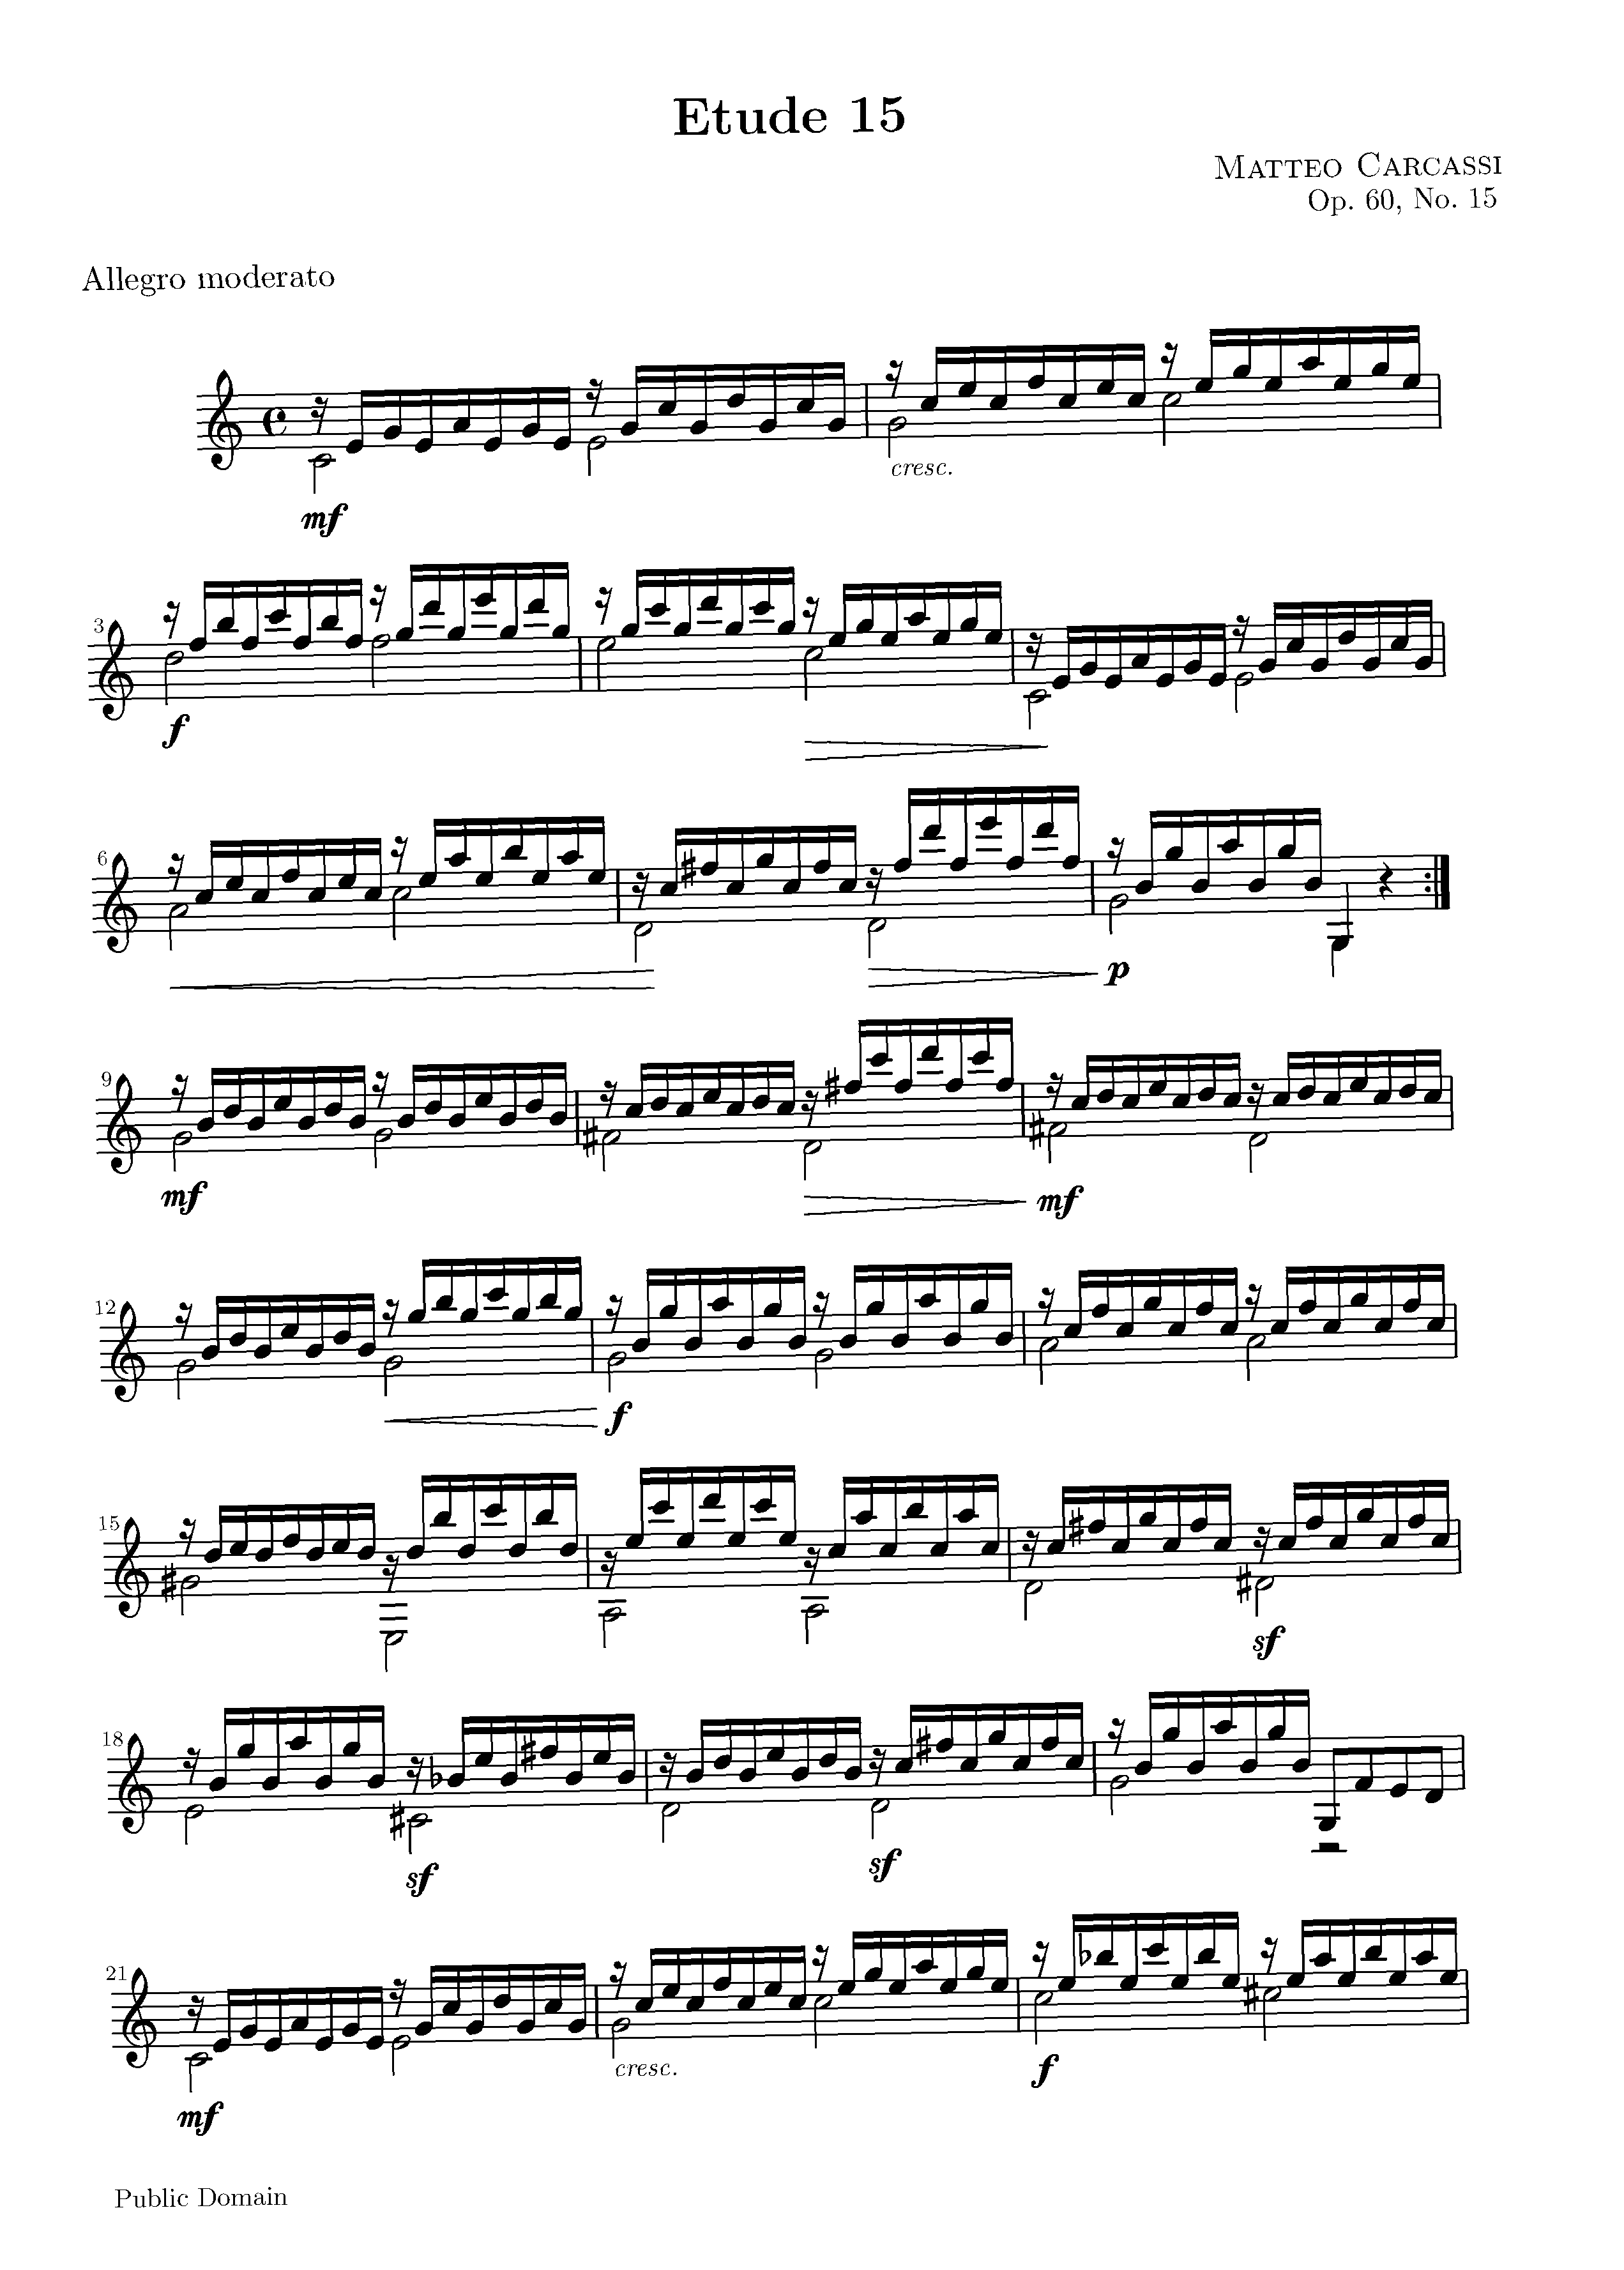 Etude 15
Matteo Carcassi
Op. 60, No. 15
Allegro moderato
mf
cresc.
3
f
6
p
9
mf
mf
12
f
15
sf
18
sf
sf
21
mf
cresc.
f
Public Domain